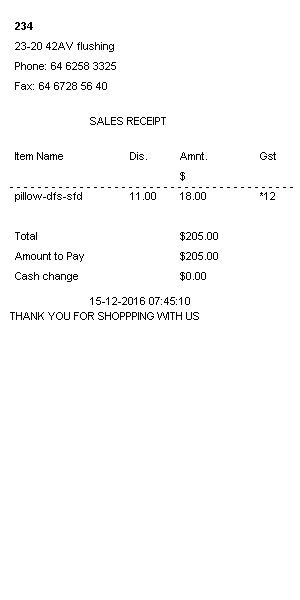 234
23-20 42AV flushing
Phone: 64 6258 3325
Fax: 64 6728 56 40
SALES RECEIPT
Item Name Dis. Amnt. Gst
$
pillow-dfs-sfd 11.00 18.00 *12
Total $205.00
Amount to Pay $205.00
Cash change $0.00
15-12-2016 07:45:10
THANK YOU FOR SHOPPPING WITH US